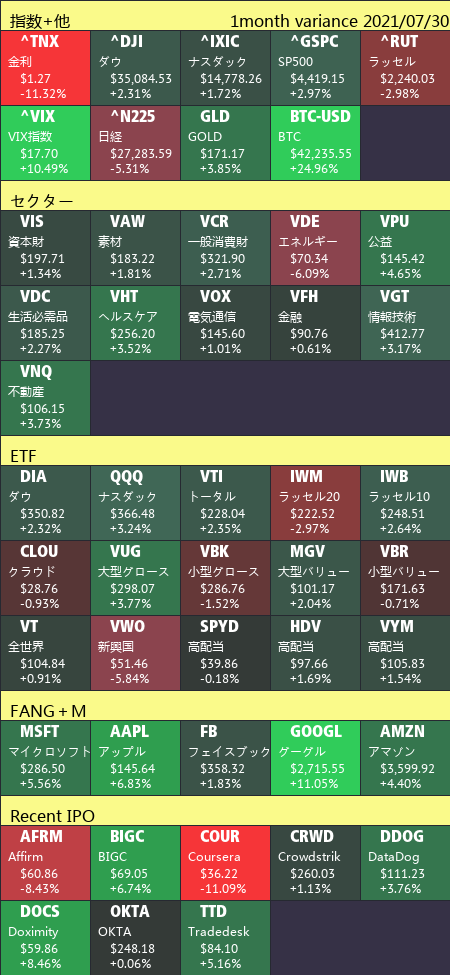 指数+他 1month variance 2021/07/30
^TNX ^DJI ^IXIC ^GSPC ^RUT
金利 ダウ ナスダック SP500 ラッセル
$1.27 $35,084.53 $14,778.26 $4,419.15 $2,240.03
-11.32% +2.31% +1.72% +2.97% -2.98%
^VIX ^N225 GLD BTC-USD
VIX指数 日経 GOLD BTC
$17.70 $27,283.59 $171.17 $42,235.55
+10.49% -5.31% +3.85% +24.96%
セクター
VIS VAW VCR VDE VPU
資本財 素材 一般消費財 エネルギー 公益
$197.71 $183.22 $321.90 $70.34 $145.42
+1.34% +1.81% +2.71% -6.09% +4.65%
VDC VHT VOX VFH VGT
生活必需品 ヘルスケア 電気通信 金融 情報技術
$185.25 $256.20 $145.60 $90.76 $412.77
+2.27% +3.52% +1.01% +0.61% +3.17%
VNQ
不動産
$106.15
+3.73%
ETF
DIA QQQ VTI IWM IWB
ダウ ナスダック トータル ラッセル20 ラッセル10
$350.82 $366.48 $228.04 $222.52 $248.51
+2.32% +3.24% +2.35% -2.97% +2.64%
CLOU VUG VBK MGV VBR
クラウド 大型グロース 小型グロース 大型バリュー 小型バリュー
$28.76 $298.07 $286.76 $101.17 $171.63
-0.93% +3.77% -1.52% +2.04% -0.71%
VT VWO SPYD HDV VYM
全世界 新興国 高配当 高配当 高配当
$104.84 $51.46 $39.86 $97.66 $105.83
+0.91% -5.84% -0.18% +1.69% +1.54%
FANG+M
MSFT AAPL FB GOOGL AMZN
マイクロソフト アップル フェイスブック グーグル アマゾン
$286.50 $145.64 $358.32 $2,715.55 $3,599.92
+5.56% +6.83% +1.83% +11.05% +4.40%
Recent IPO
AFRM BIGC COUR CRWD DDOG
Affirm BIGC Coursera Crowdstrik DataDog
$60.86 $69.05 $36.22 $260.03 $111.23
-8.43% +6.74% -11.09% +1.13% +3.76%
DOCS OKTA TTD
Doximity OKTA Tradedesk
$59.86 $248.18 $84.10
+8.46% +0.06% +5.16%